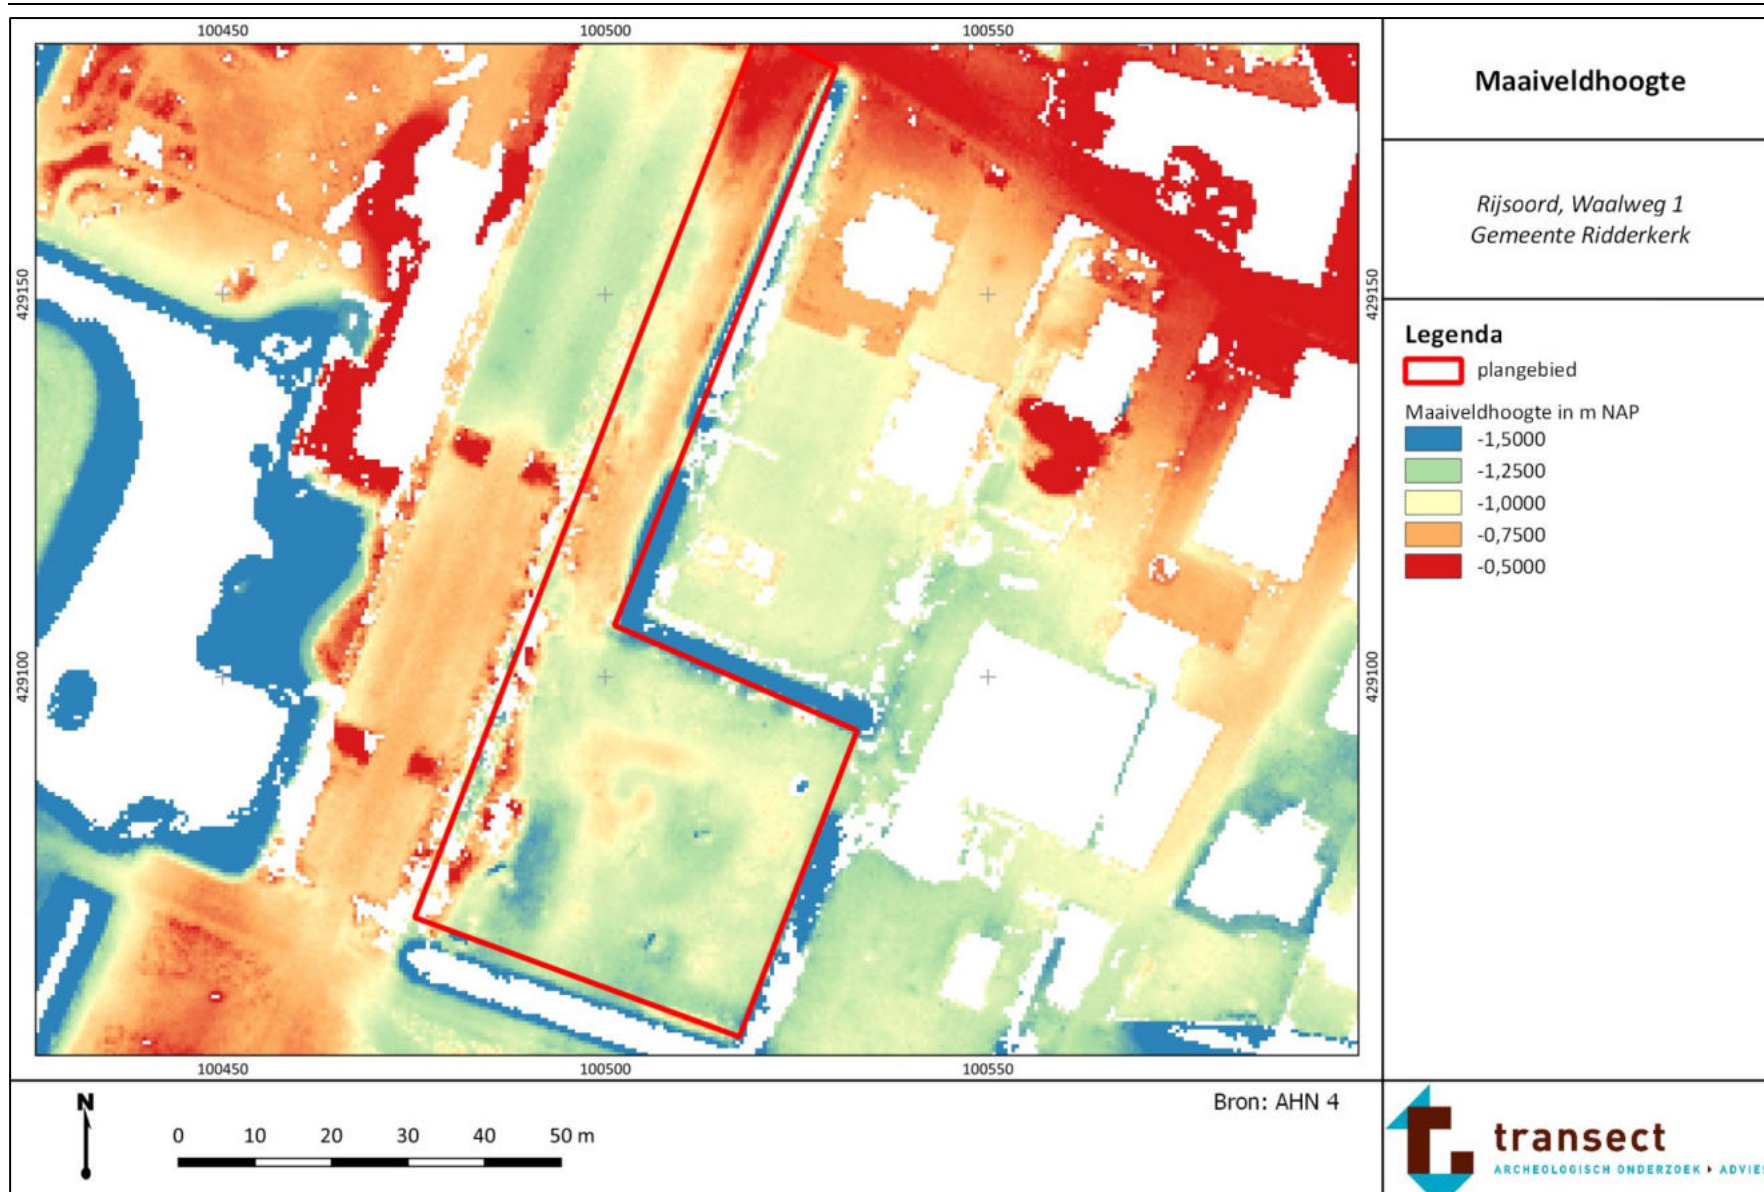 100450 100500 100550
429150 429150
429100 429100
100450 100500 100550
Maaiveldhoogte
Rijsoord, Waalweg 1
Gemeente Ridderkerk
Legenda
plangebied
Maaiveldhoogte in m NAP
-1,5000
-1,2500
-1,0000
-0,7500
-0,5000
N
0 10 20 30 40 50 m
Bron: AHN 4
transect
ARCHEOLOGISCH ONDERZOEK ADVIES